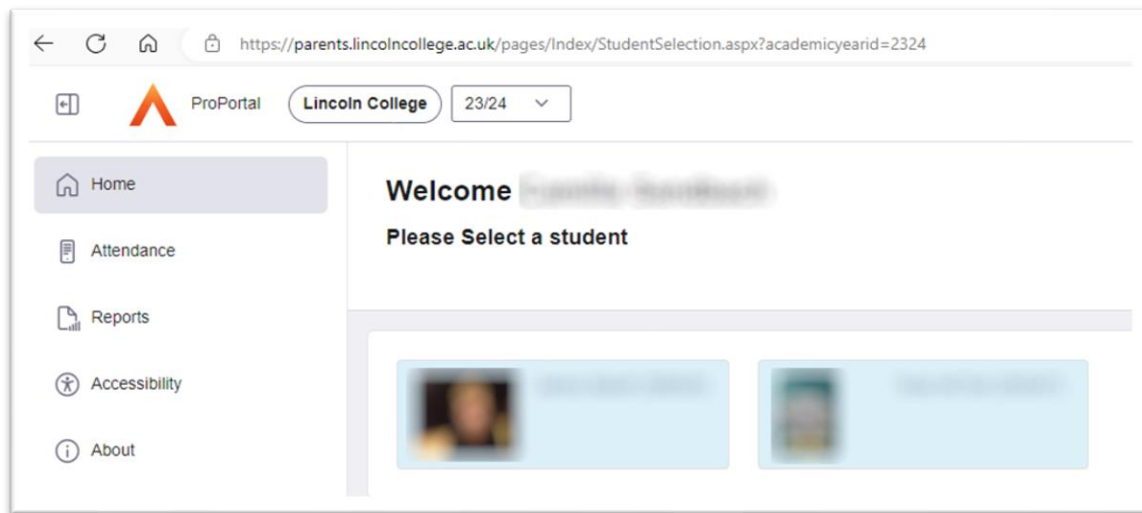 https://parents.lincolncollege.ac.uk/pages/Index/StudentSelection.aspx?academicyearid=2324
ProPortal Lincoln College 23/24
Home
Attendance
Reports
Accessibility
About
Welcome
Please Select a student